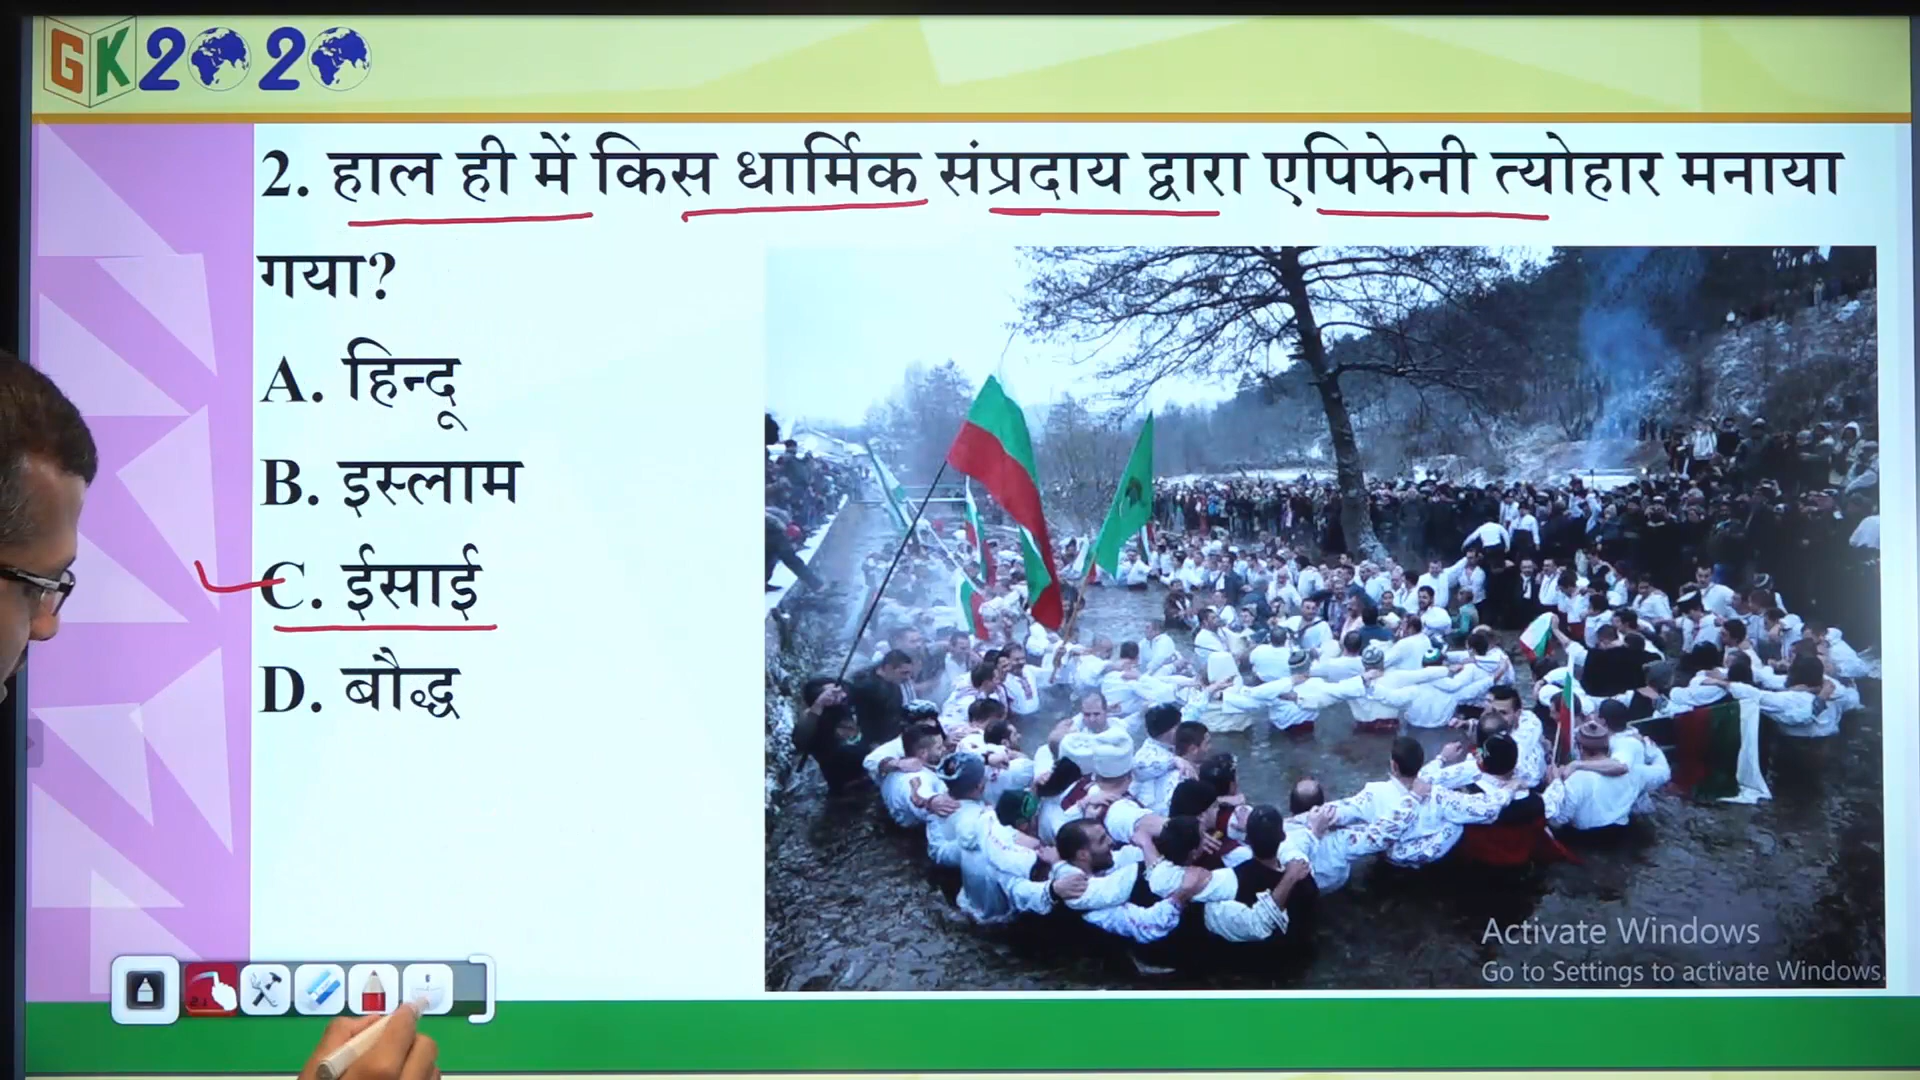 GK2020
2. हाल ही में किस धार्मिक संप्रदाय द्वारा एपिफेनी त्योहार मनाया
गया?
A. हिन्दू
B. इस्लाम
C. ईसाई
D. बौद्ध
Activate Windows
Go to Settings to activate Windows.